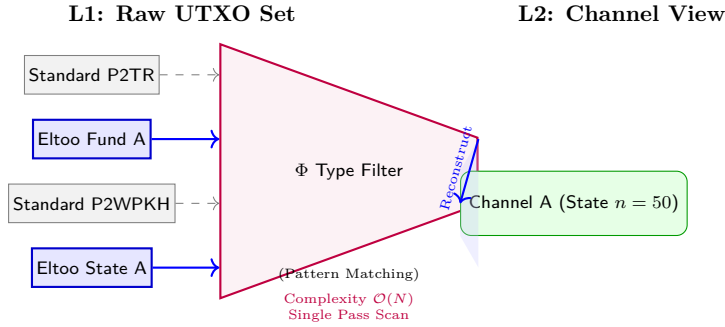 L1: Raw UTXO Set
L2: Channel View
Standard P2TR
Eltoo Fund A
Standard P2WPKH
Eltoo State A
Φ Type Filter
Reconstruct
Channel A (State n = 50)
(Pattern Matching)
Complexity O(N)
Single Pass Scan